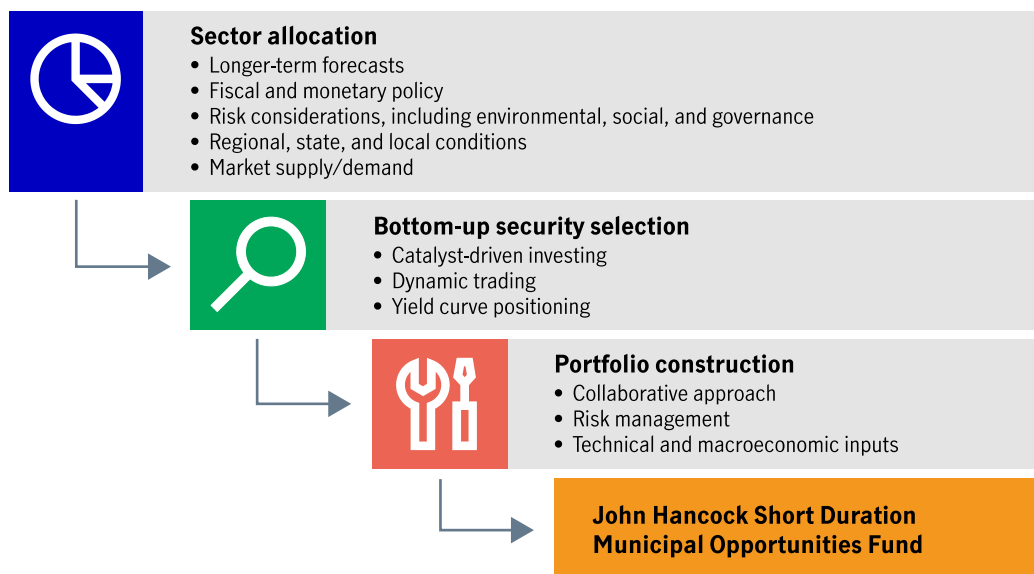 Sector allocation
• Longer-term forecasts
• Fiscal and monetary policy
• Risk considerations, including environmental, social, and governance
• Regional, state, and local conditions
• Market supply/demand
Bottom-up security selection
• Catalyst-driven investing
• Dynamic trading
• Yield curve positioning
Portfolio construction
• Collaborative approach
• Risk management
• Technical and macroeconomic inputs
John Hancock Short Duration
Municipal Opportunities Fund